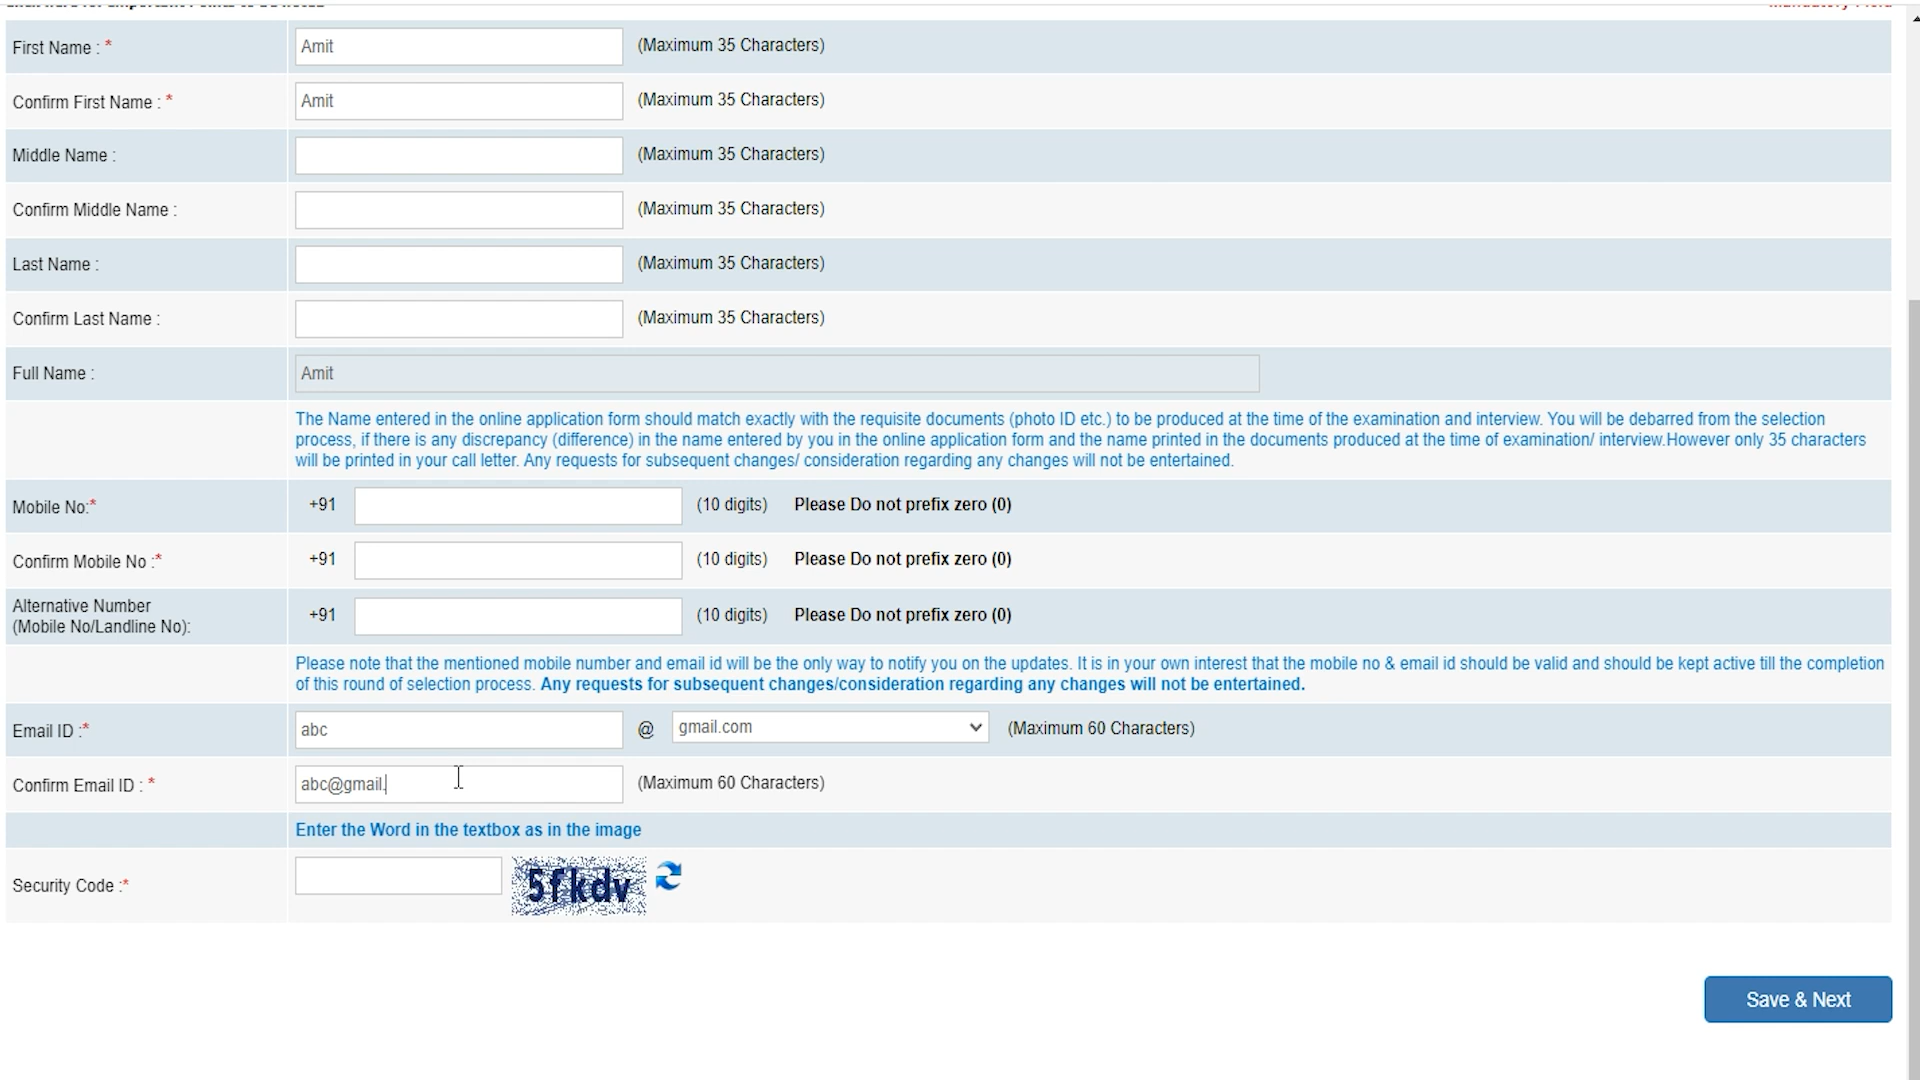 First Name : * Amit (Maximum 35 Characters)
Confirm First Name : * Amit (Maximum 35 Characters)
Middle Name : (Maximum 35 Characters)
Confirm Middle Name : (Maximum 35 Characters)
Last Name : (Maximum 35 Characters)
Confirm Last Name : (Maximum 35 Characters)
Full Name : Amit
The Name entered in the online application form should match exactly with the requisite documents (photo ID etc.) to be produced at the time of the examination and interview. You will be debarred from the selection
process, if there is any discrepancy (difference) in the name entered by you in the online application form and the name printed in the documents produced at the time of examination/ interview.However only 35 characters
will be printed in your call letter. Any requests for subsequent changes/ consideration regarding any changes will not be entertained.
Mobile No:* +91 (10 digits) Please Do not prefix zero (0)
Confirm Mobile No :* +91 (10 digits) Please Do not prefix zero (0)
Alternative Number
(Mobile No/Landline No): +91 (10 digits) Please Do not prefix zero (0)
Please note that the mentioned mobile number and email id will be the only way to notify you on the updates. It is in your own interest that the mobile no & email id should be valid and should be kept active till the completion
of this round of selection process. Any requests for subsequent changes/consideration regarding any changes will not be entertained.
Email ID :* abc @ gmail.com (Maximum 60 Characters)
Confirm Email ID : * abc@gmail. (Maximum 60 Characters)
Enter the Word in the textbox as in the image
Security Code :* 5fkdv
Save & Next